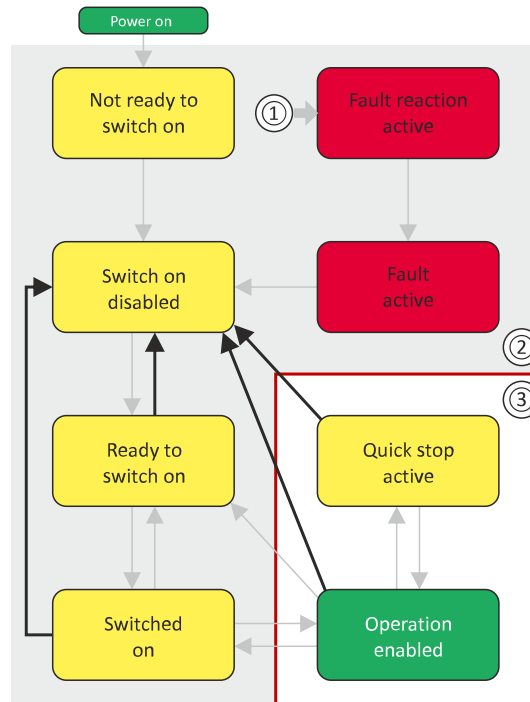 Power on
Not ready to
switch on
1
Fault reaction
active
Switch on
disabled
Fault
active
2
3
Ready to
switch on
Quick stop
active
Switched
on
Operation
enabled